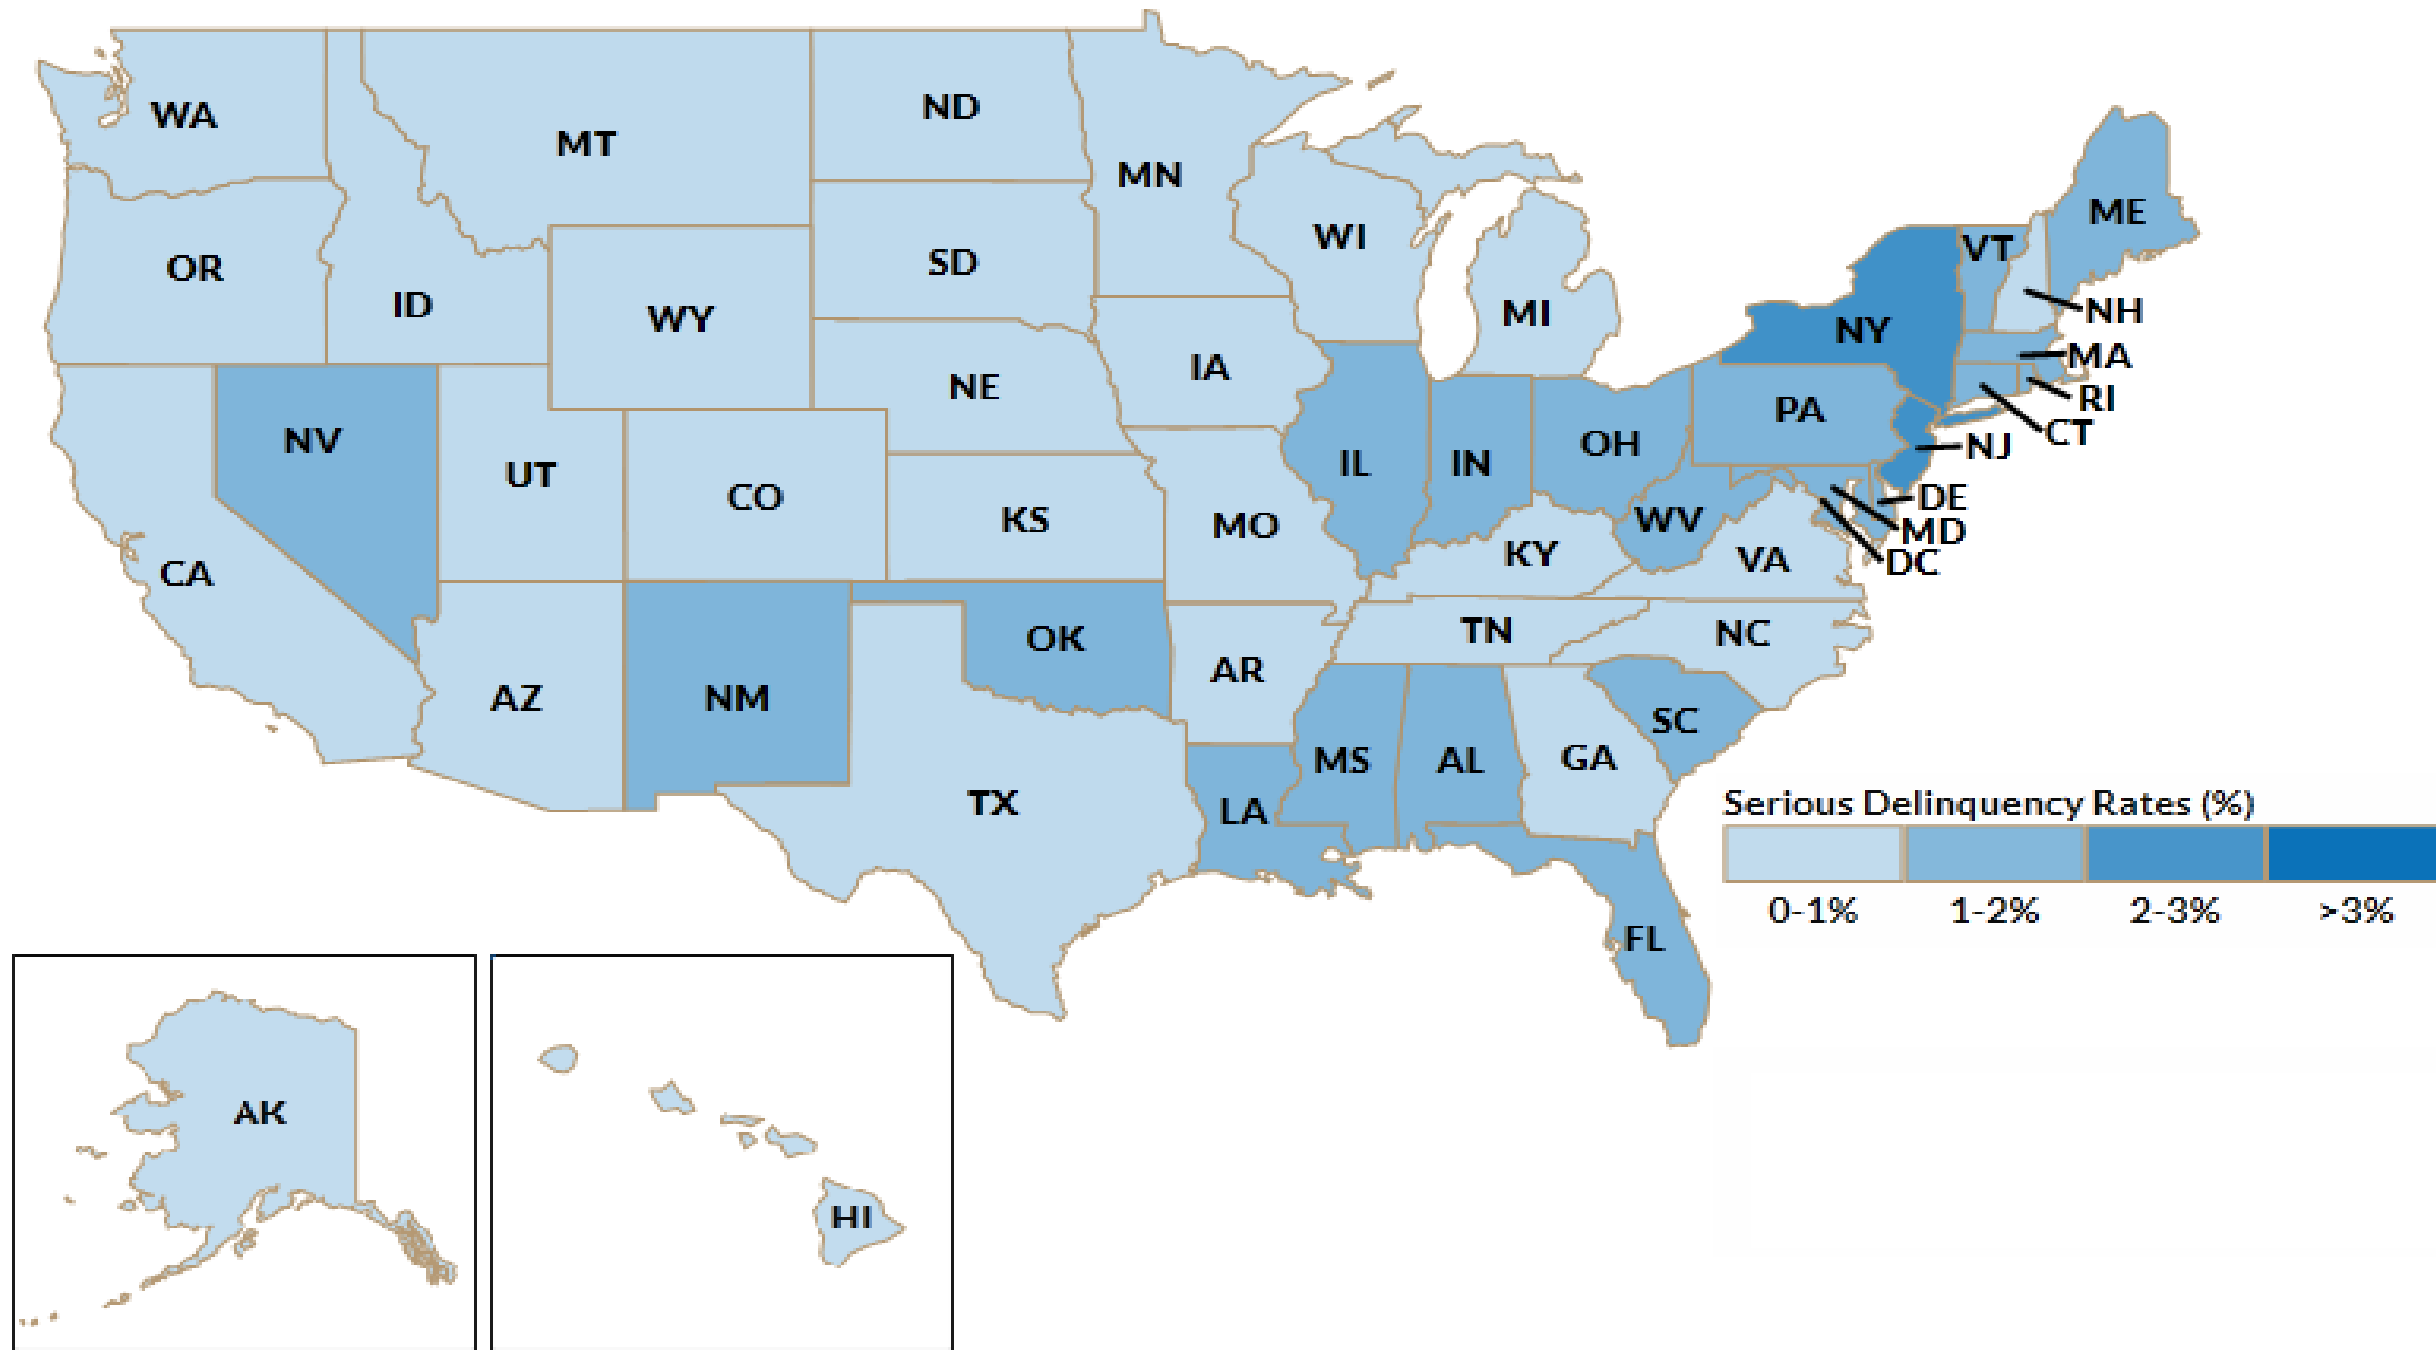 WA
MT
ND
MN
OR
ID
WY
SD
WI
MI
ME
VT
NH
NY
MA
RI
CT
NJ
PA
NV
UT
CO
NE
IA
KS
MO
IL
IN
OH
WV
DE
MD
DC
VA
KY
CA
AZ
NM
OK
AR
TN
NC
SC
MS
AL
GA
TX
LA
FL
Serious Delinquency Rates (%)
0-1% 1-2% 2-3% >3%
AK
HI